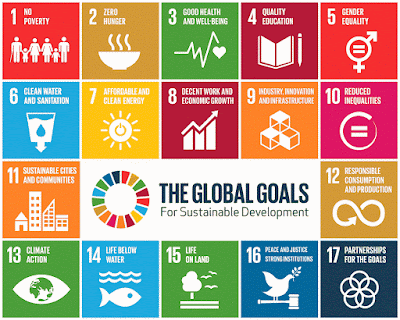 1 NO
POVERTY
2 ZERO
HUNGER
3 GOOD HEALTH
AND WELL-BEING
4 QUALITY
EDUCATION
5 GENDER
EQUALITY
6 CLEAN WATER
AND SANITATION
7 AFFORDABLE AND
CLEAN ENERGY
8 DECENT WORK AND
ECONOMIC GROWTH
9 INDUSTRY, INNOVATION
AND INFRASTRUCTURE
10 REDUCED
INEQUALITIES
11 SUSTAINABLE CITIES
AND COMMUNITIES
THE GLOBAL GOALS
For Sustainable Development
12 RESPONSIBLE
CONSUMPTION
AND PRODUCTION
13 CLIMATE
ACTION
14 LIFE BELOW
WATER
15 LIFE
ON LAND
16 PEACE AND JUSTICE
STRONG INSTITUTIONS
17 PARTNERSHIPS
FOR THE GOALS